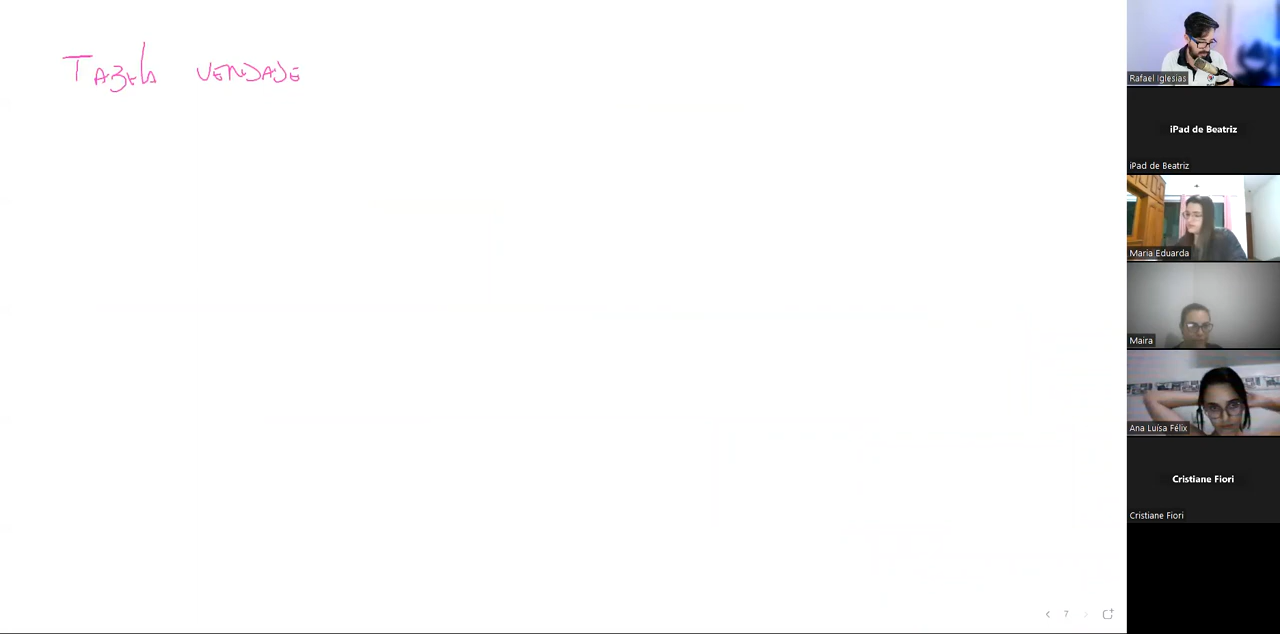 TABELA VERDADE
Rafael Iglesias
iPad de Beatriz
iPad de Beatriz
Maria Eduarda
Maira
Ana Luísa Félix
Cristiane Fiori
Cristiane Fiori
7